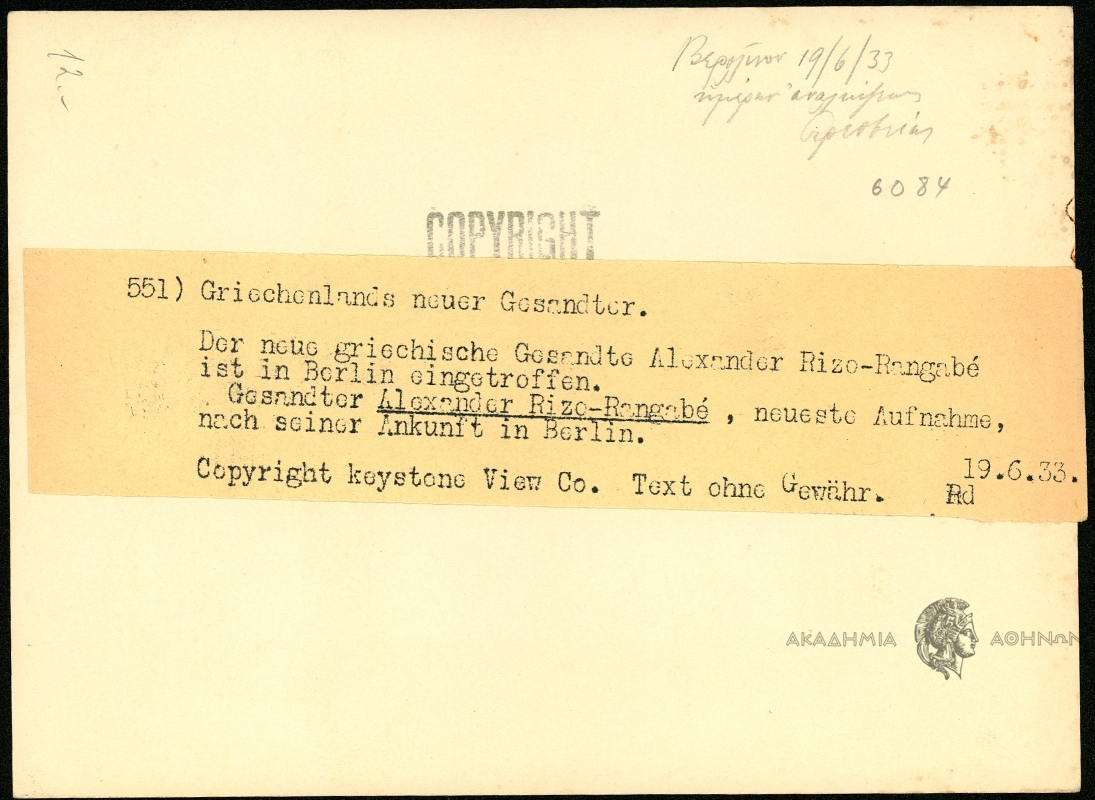 12.-
Βερολίνον 19/6/33
ἡμέραν
Πρεσβείας
6084
COPYRIGHT
551) Griechenlands neuer Gesandter.
Der neue griechische Gesandte Alexander Rizo-Rangabé
ist in Berlin eingetroffen.
Gesandter Alexander Rizo-Rangabé , neueste Aufnahme,
nach seiner Ankunft in Berlin.
19.6.33.
Copyright keystone View Co. Text ohne Gewähr. Rd
ΑΚΑΔΗΜΙΑ ΑΘΗΝΩΝ